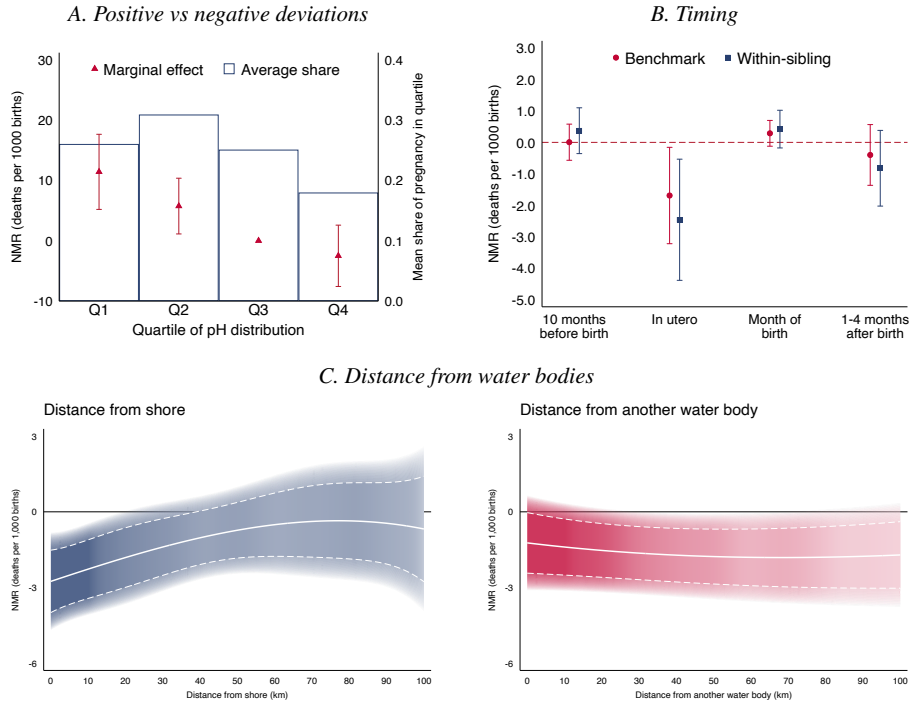 A. Positive vs negative deviations
NMR (deaths per 1000 births)
30
20
10
0
-10
Marginal effect
Average share
0.4
0.3
0.2
0.1
0.0
Mean share of pregnancy in quartile
Q1 Q2 Q3 Q4
Quartile of pH distribution
B. Timing
NMR (deaths per 1000 births)
3.0
2.0
1.0
0.0
-1.0
-2.0
-3.0
-4.0
-5.0
Benchmark
Within-sibling
10 months
before birth
In utero
Month of
birth
1-4 months
after birth
C. Distance from water bodies
Distance from shore
NMR (deaths per 1,000 births)
3
0
-3
-6
0 10 20 30 40 50 60 70 80 90 100
Distance from shore (km)
Distance from another water body
NMR (deaths per 1,000 births)
3
0
-3
-6
0 10 20 30 40 50 60 70 80 90 100
Distance from another water body (km)